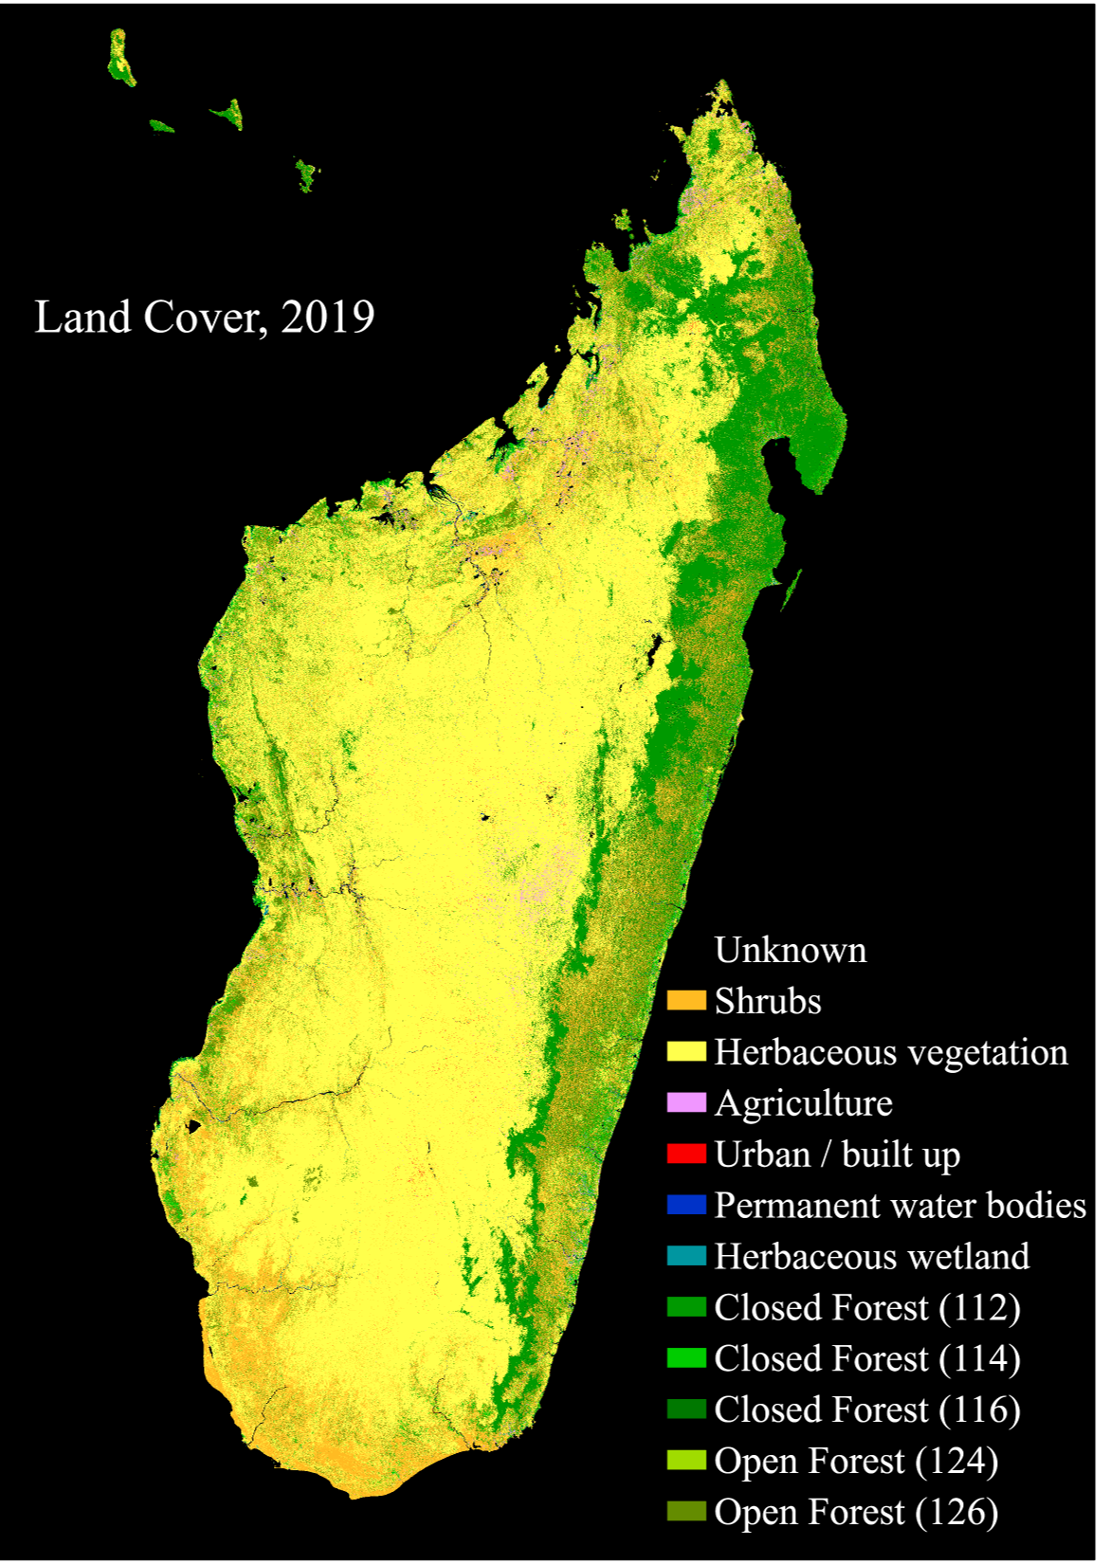 Land Cover, 2019
Unknown
Shrubs
Herbaceous vegetation
Agriculture
Urban / built up
Permanent water bodies
Herbaceous wetland
Closed Forest (112)
Closed Forest (114)
Closed Forest (116)
Open Forest (124)
Open Forest (126)